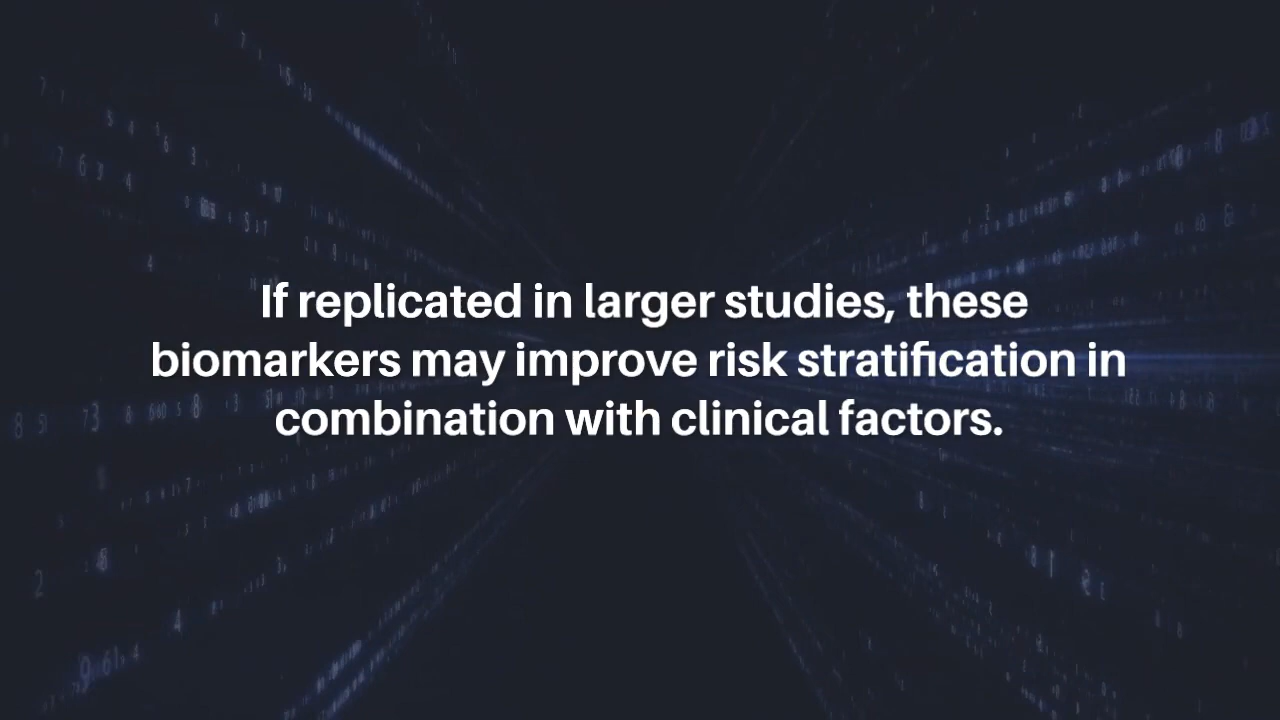 If replicated in larger studies, these
biomarkers may improve risk stratification in
combination with clinical factors.